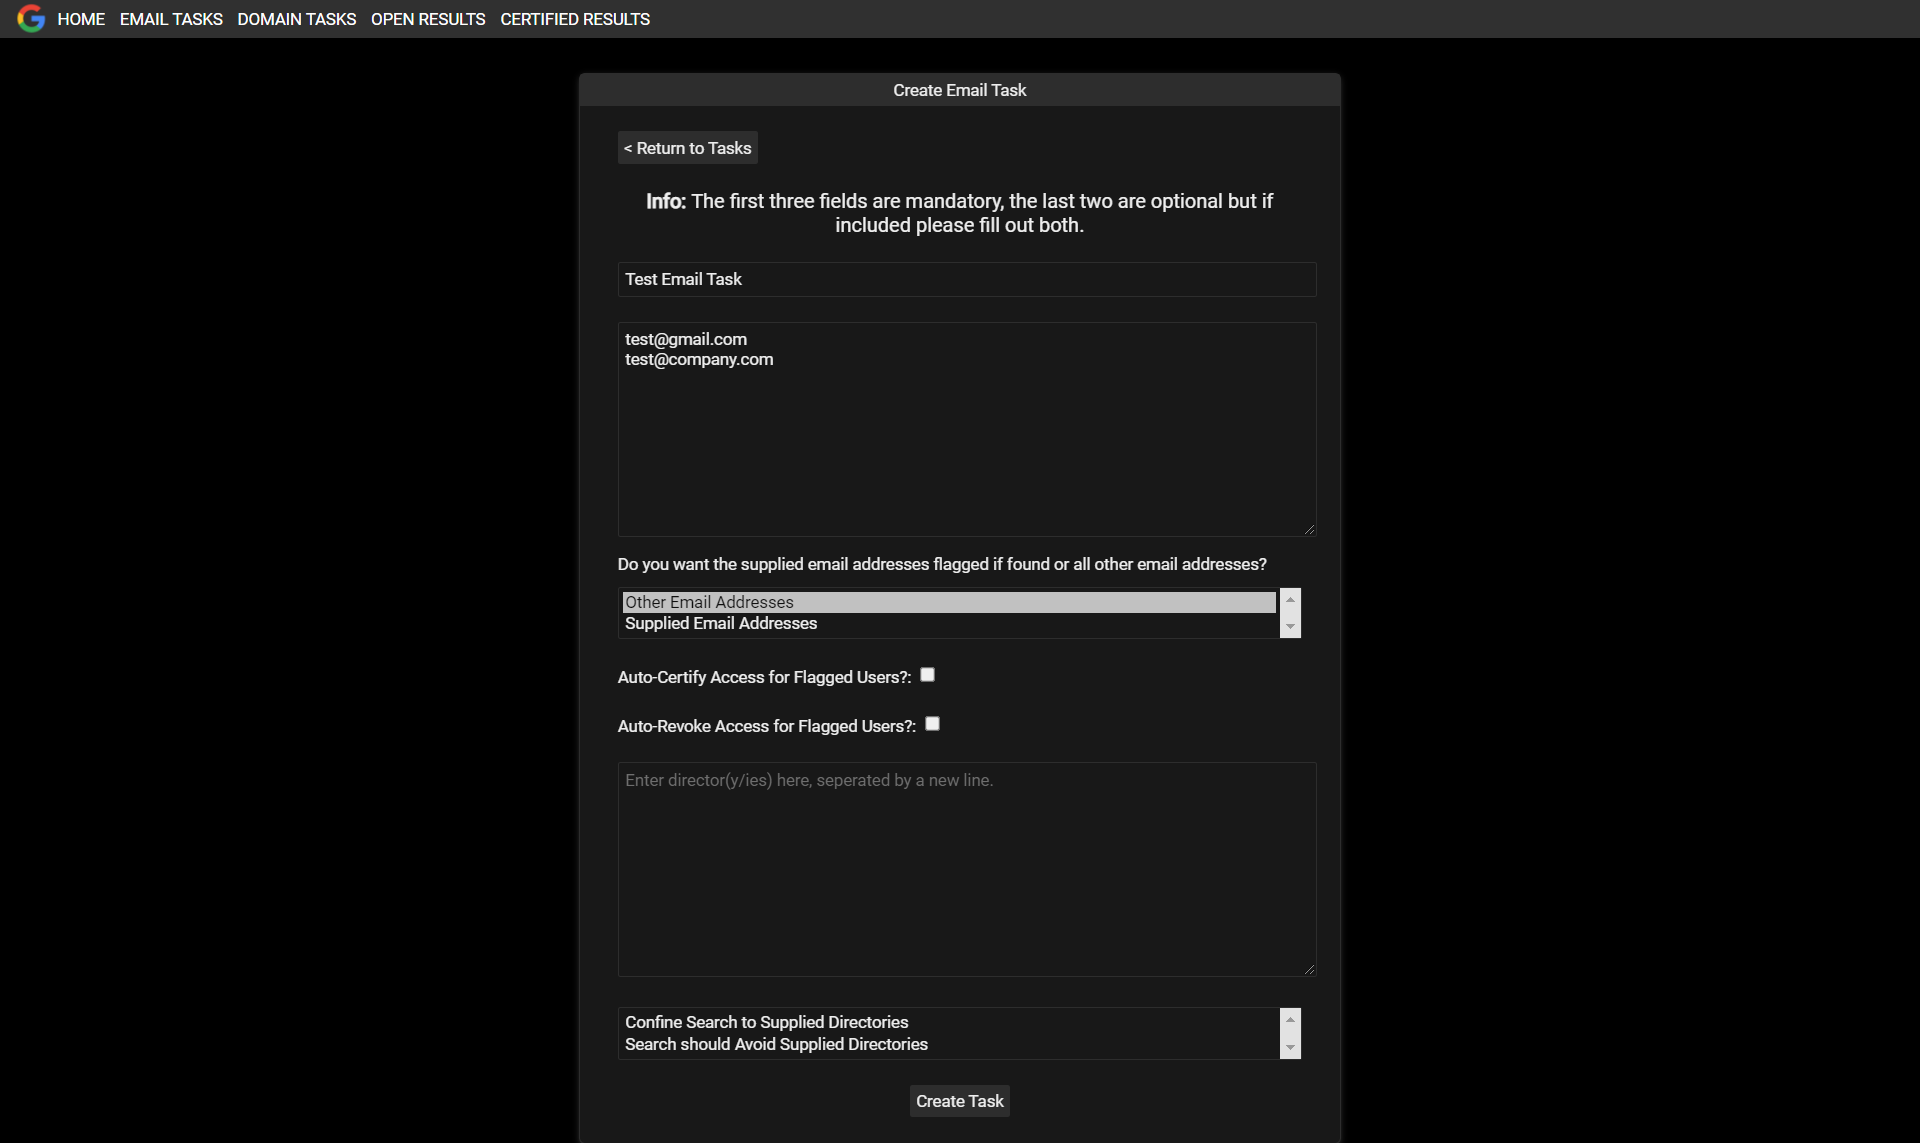 HOME EMAIL TASKS DOMAIN TASKS OPEN RESULTS CERTIFIED RESULTS
Create Email Task
< Return to Tasks
Info: The first three fields are mandatory, the last two are optional but if
included please fill out both.
Test Email Task
test@gmail.com
test@company.com
Do you want the supplied email addresses flagged if found or all other email addresses?
Other Email Addresses
Supplied Email Addresses
Auto-Certify Access for Flagged Users?:
Auto-Revoke Access for Flagged Users?:
Enter director(y/ies) here, seperated by a new line.
Confine Search to Supplied Directories
Search should Avoid Supplied Directories
Create Task